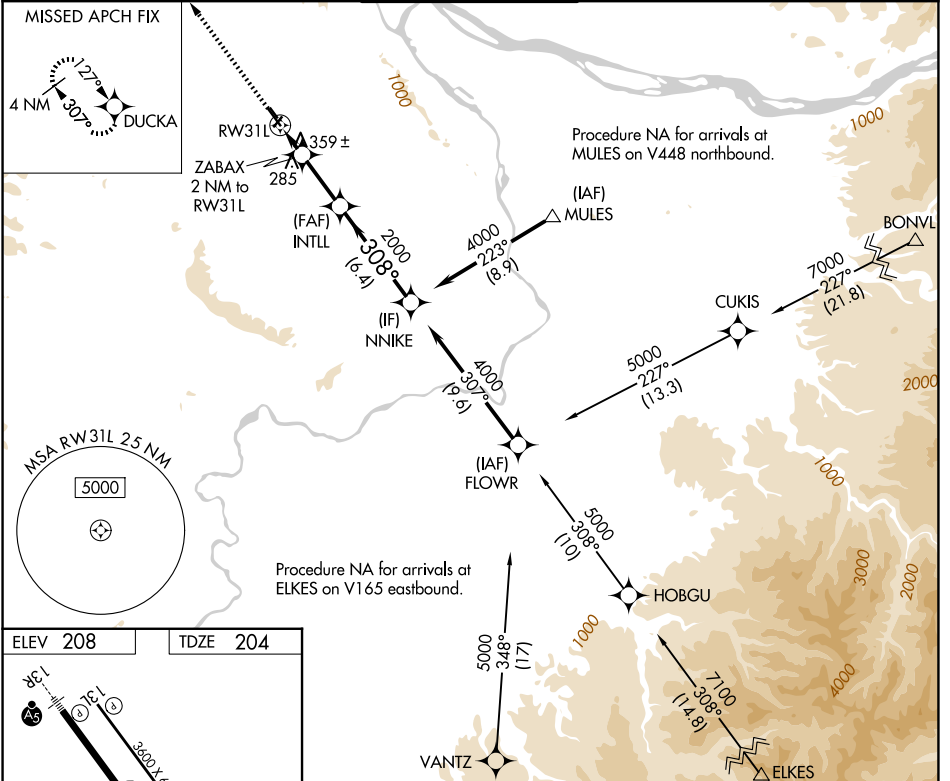 MISSED APCH FIX
127°
4 NM
307°
DUCKA
1000
RW31L
359 ±
ZABAX
2 NM to
RW31L
285
(FAF)
INTLL
2000
308°
(6.4)
(IF)
NNIKE
Procedure NA for arrivals at
MULES on V448 northbound.
1000
(IAF)
MULES
4000
223°
(8.9)
BONVL
7000
227°
(21.8)
CUKIS
5000
227°
(13.3)
2000
4000
307°
(9.6)
(IAF)
FLOWR
MSA RW31L 25 NM
5000
1000
5000
308°
(10)
HOBGU
3000
2000
Procedure NA for arrivals at
ELKES on V165 eastbound.
1000
5000
348°
(17)
4000
7100
308°
(14.8)
VANTZ
ELKES
ELEV 208
TDZE 204
13R
13L
A5
P
P